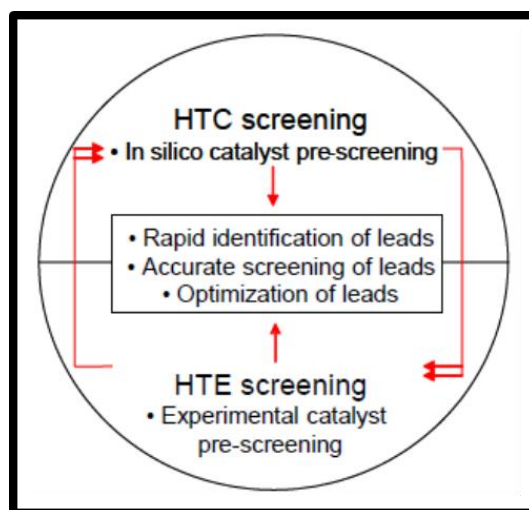 HTC screening
• In silico catalyst pre-screening
• Rapid identification of leads
• Accurate screening of leads
• Optimization of leads
HTE screening
• Experimental catalyst
pre-screening